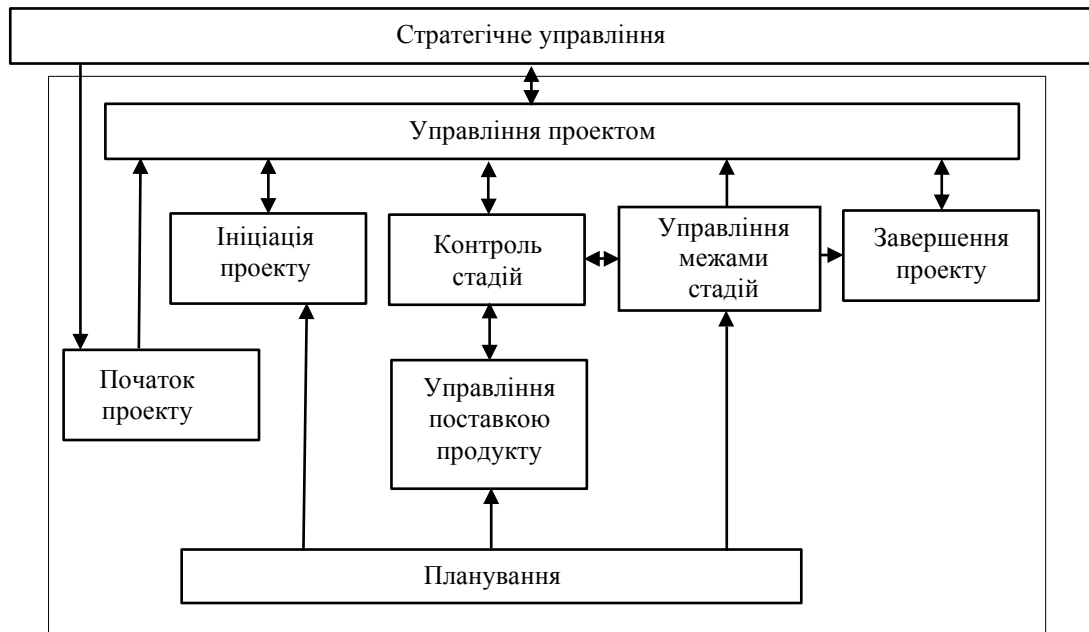 Стратегічне управління
Управління проектом
Ініціація
проекту
Контроль
стадій
Управління
межами
стадій
Завершення
проекту
Початок
проекту
Управління
поставкою
продукту
Планування